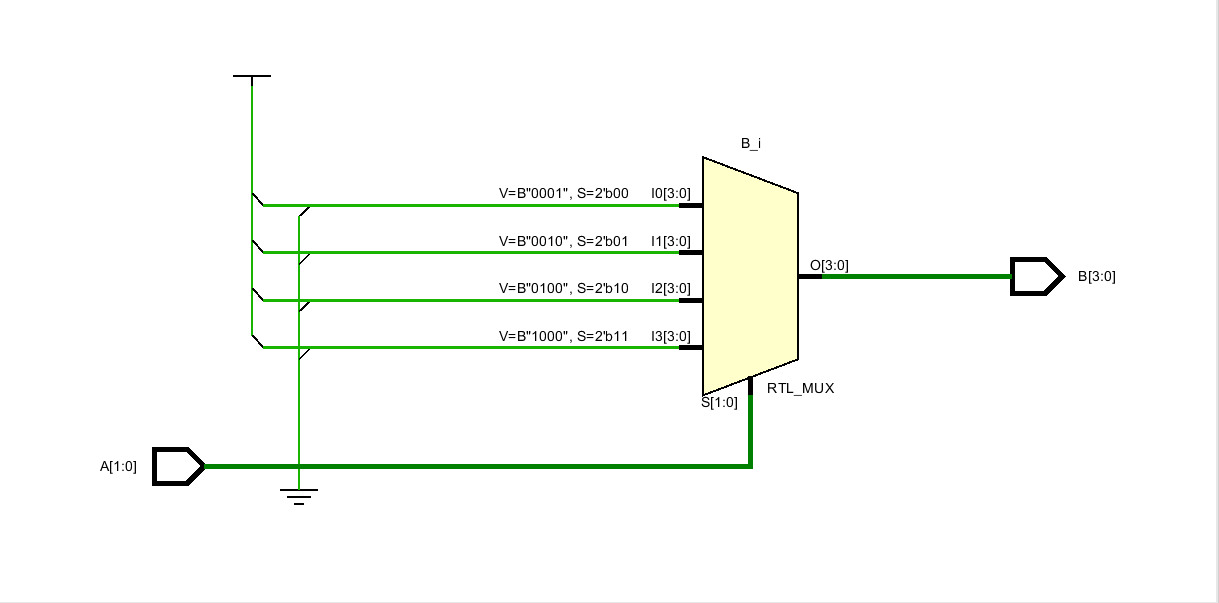 B_i
V=B"0001", S=2'b00 I0[3:0]
V=B"0010", S=2'b01 I1[3:0]
O[3:0]
B[3:0]
V=B"0100", S=2'b10 I2[3:0]
V=B"1000", S=2'b11 I3[3:0]
RTL_MUX
S[1:0]
A[1:0]